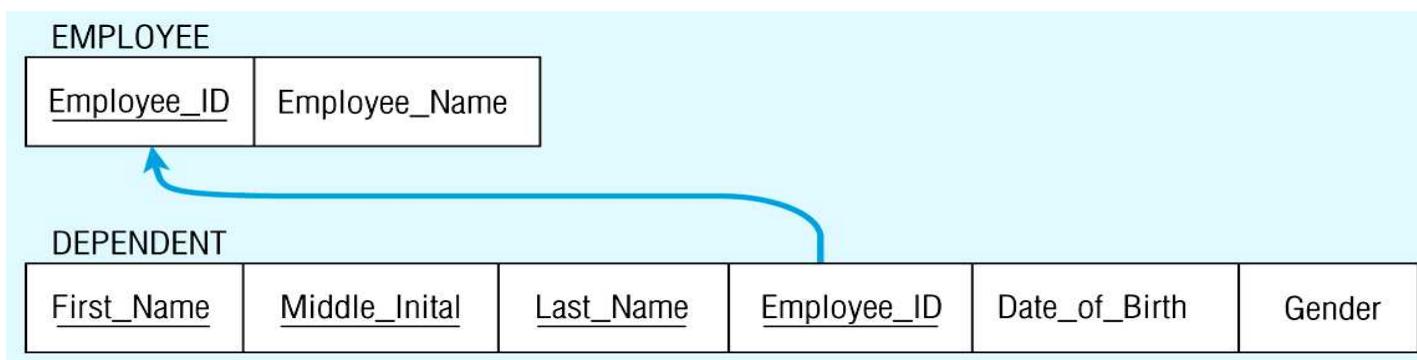 EMPLOYEE
Employee_ID Employee_Name
DEPENDENT
First_Name Middle_Inital Last_Name Employee_ID Date_of_Birth Gender